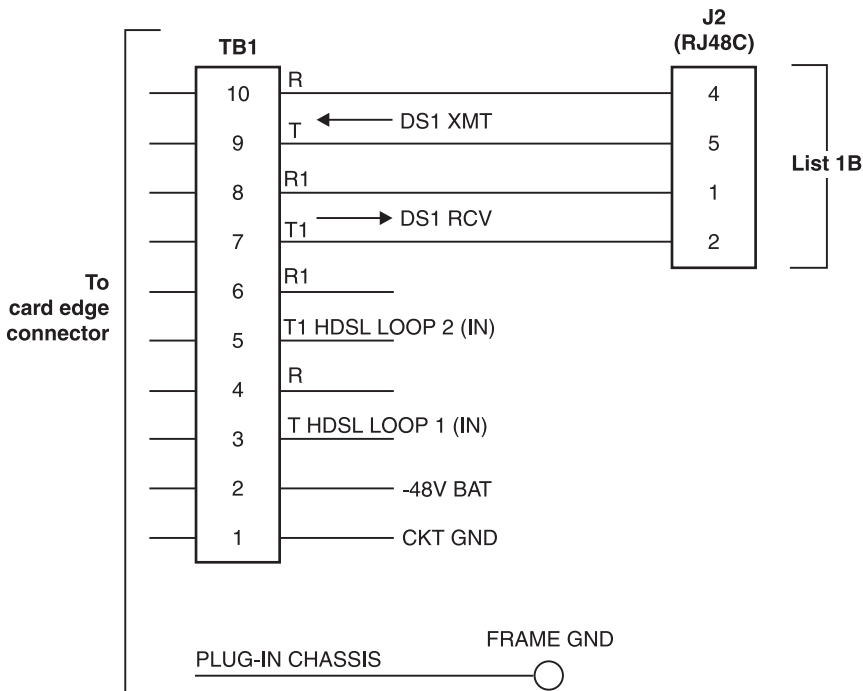 J2
(RJ48C)
TB1
R
10
4
DS1 XMT
T
9
5
List 1B
R1
8
1
DS1 RCV
T1
7
2
To
card edge
connector
R1
6
T1 HDSL LOOP 2 (IN)
5
R
4
T HDSL LOOP 1 (IN)
3
2
-48V BAT
1
CKT GND
FRAME GND
PLUG-IN CHASSIS